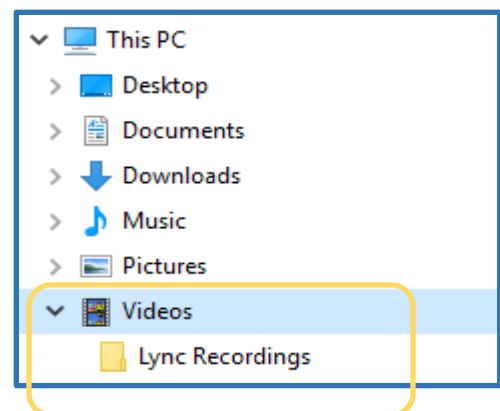 This PC
Desktop
Documents
Downloads
Music
Pictures
Videos
Lync Recordings